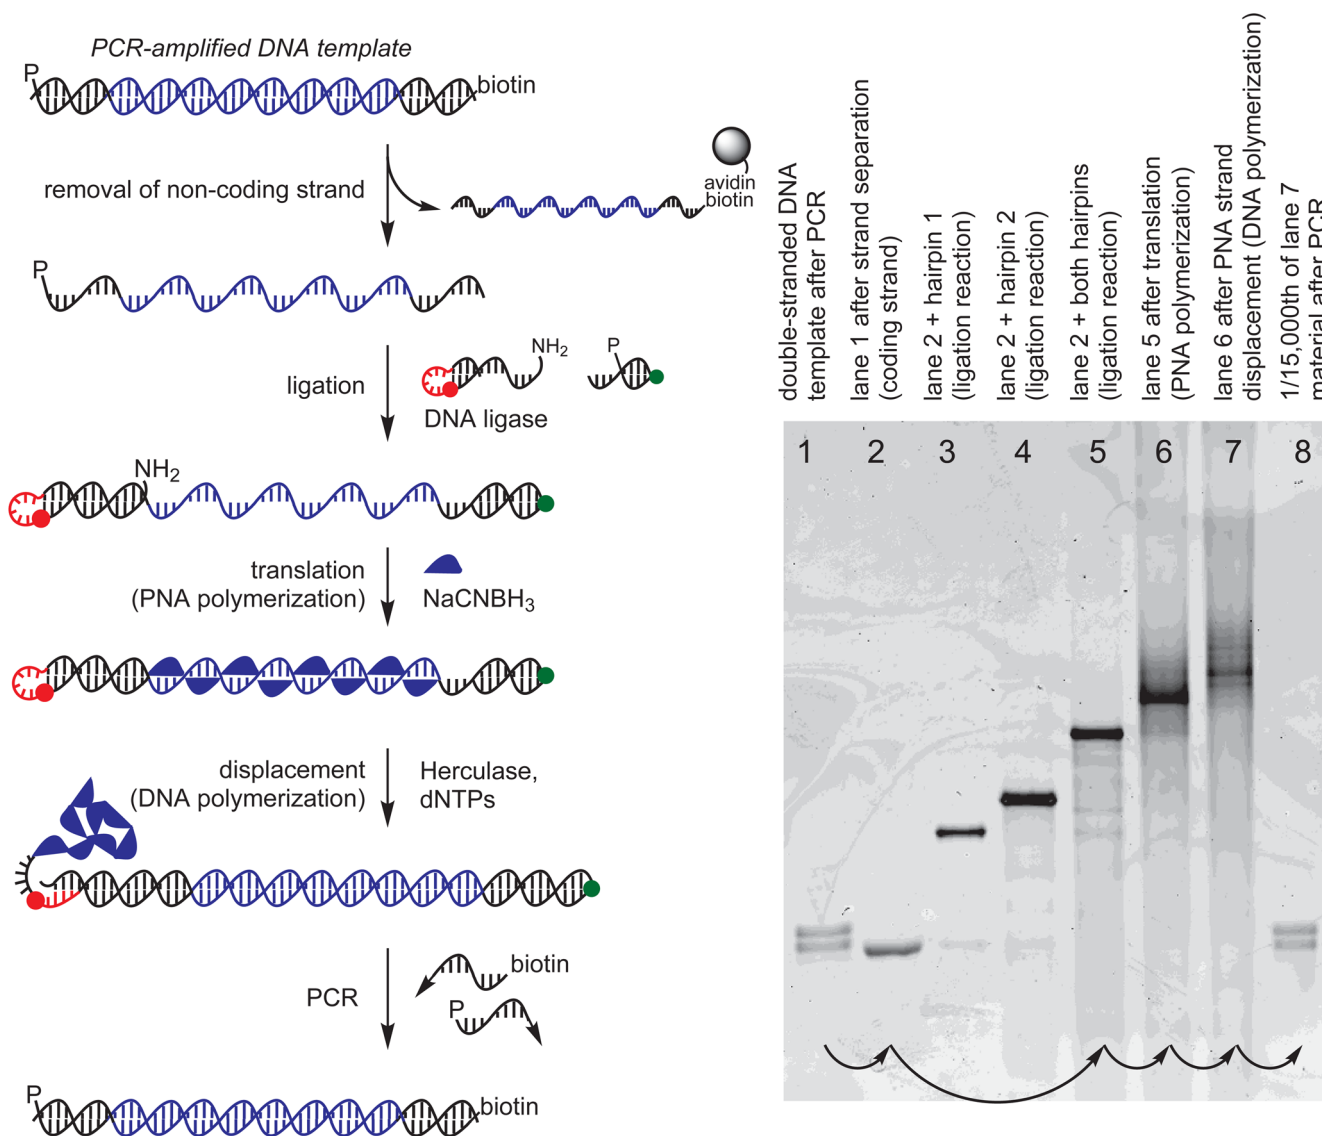 PCR-amplified DNA template
P
biotin
removal of non-coding strand
avidin
biotin
P
ligation
NH2
P
DNA ligase
NH2
translation
(PNA polymerization)
NaCNBH3
displacement
(DNA polymerization)
Herculase,
dNTPs
PCR
biotin
P
P
biotin
double-stranded DNA
template after PCR
lane 1 after strand separation
(coding strand)
lane 2 + hairpin 1
(ligation reaction)
lane 2 + hairpin 2
(ligation reaction)
lane 2 + both hairpins
(ligation reaction)
lane 5 after translation
(PNA polymerization)
lane 6 after PNA strand
displacement (DNA polymerization)
1/15,000th of lane 7
material after PCR
1 2 3 4 5 6 7 8